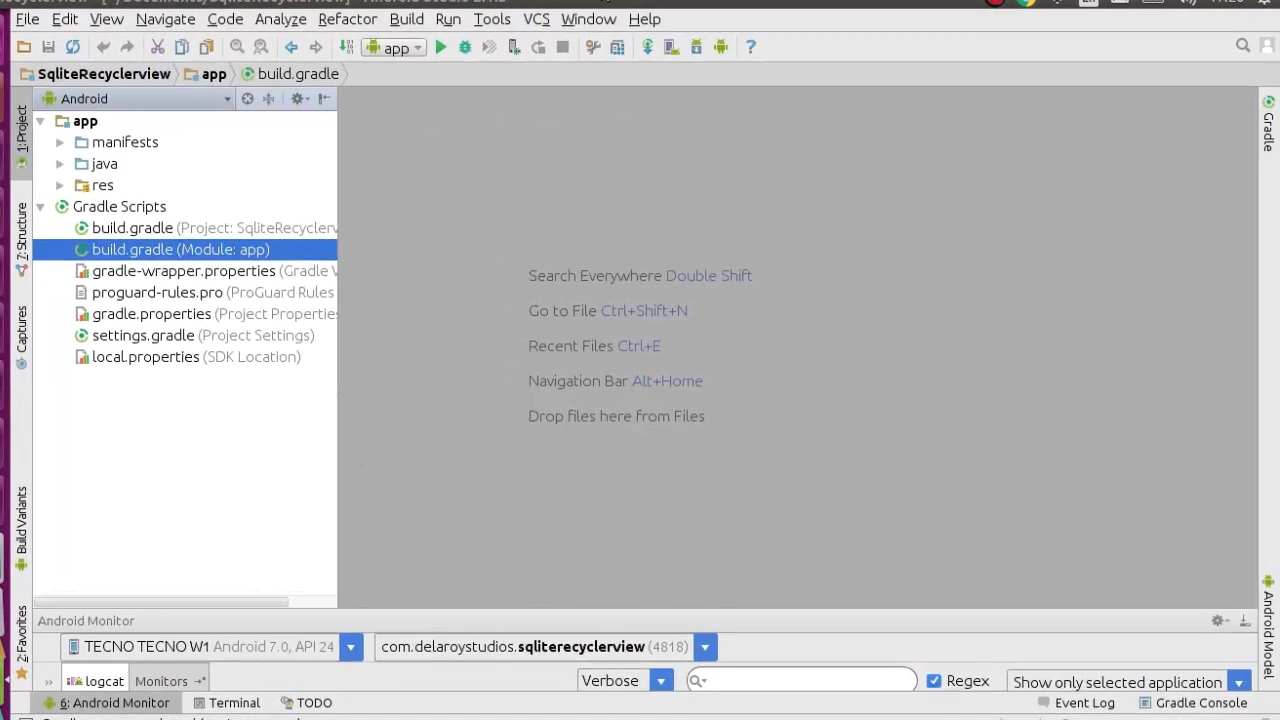 File Edit View Navigate Code Analyze Refactor Build Run Tools VCS Window Help
app
SqliteRecyclerview app build.gradle
Android
app
manifests
java
res
Gradle Scripts
build.gradle (Project: SqliteRecyclerv
build.gradle (Module: app)
gradle-wrapper.properties (Gradle V
proguard-rules.pro (ProGuard Rules
gradle.properties (Project Properties
settings.gradle (Project Settings)
local.properties (SDK Location)
1: Project
7: Structure
Captures
Build Variants
2: Favorites
Search Everywhere Double Shift
Go to File Ctrl+Shift+N
Recent Files Ctrl+E
Navigation Bar Alt+Home
Drop files here from Files
Gradle
Android Model
Android Monitor
TECNO TECNO W1 Android 7.0, API 24
com.delaroystudios.sqliterecyclerview (4818)
logcat Monitors Verbose Regex Show only selected application
6: Android Monitor Terminal TODO Event Log Gradle Console